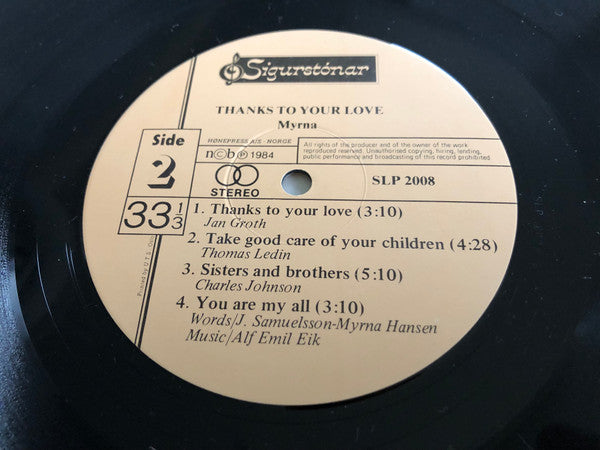 Sigurstónar
THANKS TO YOUR LOVE
Myrna
Side
2
HØNEPRESS A/S - NORGE
n©b ℗ 1984
All rights of the producer and of the owner of the work
reproduced reserved. Unauthorised copying, hiring, lending,
public performance and broadcasting of this record prohibited.
STEREO
SLP 2008
33 1/3
1. Thanks to your love (3:10)
Jan Groth
2. Take good care of your children (4:28)
Thomas Ledin
3. Sisters and brothers (5:10)
Charles Johnson
4. You are my all (3:10)
Words/J. Samuelsson-Myrna Hansen
Music/Alf Emil Eik
Printed by U.T.S.